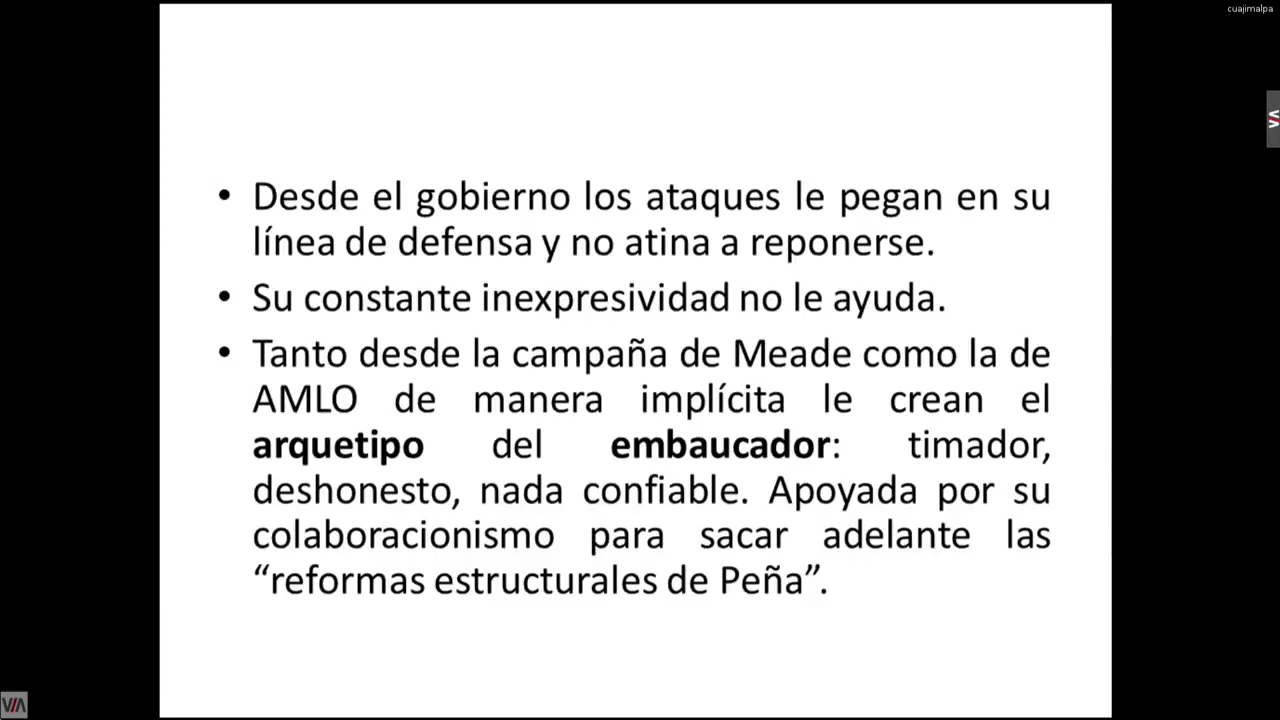 cuajimalpa
• Desde el gobierno los ataques le pegan en su
línea de defensa y no atina a reponerse.
• Su constante inexpresividad no le ayuda.
• Tanto desde la campaña de Meade como la de
AMLO de manera implícita le crean el
arquetipo del embaucador: timador,
deshonesto, nada confiable. Apoyada por su
colaboracionismo para sacar adelante las
“reformas estructurales de Peña”.